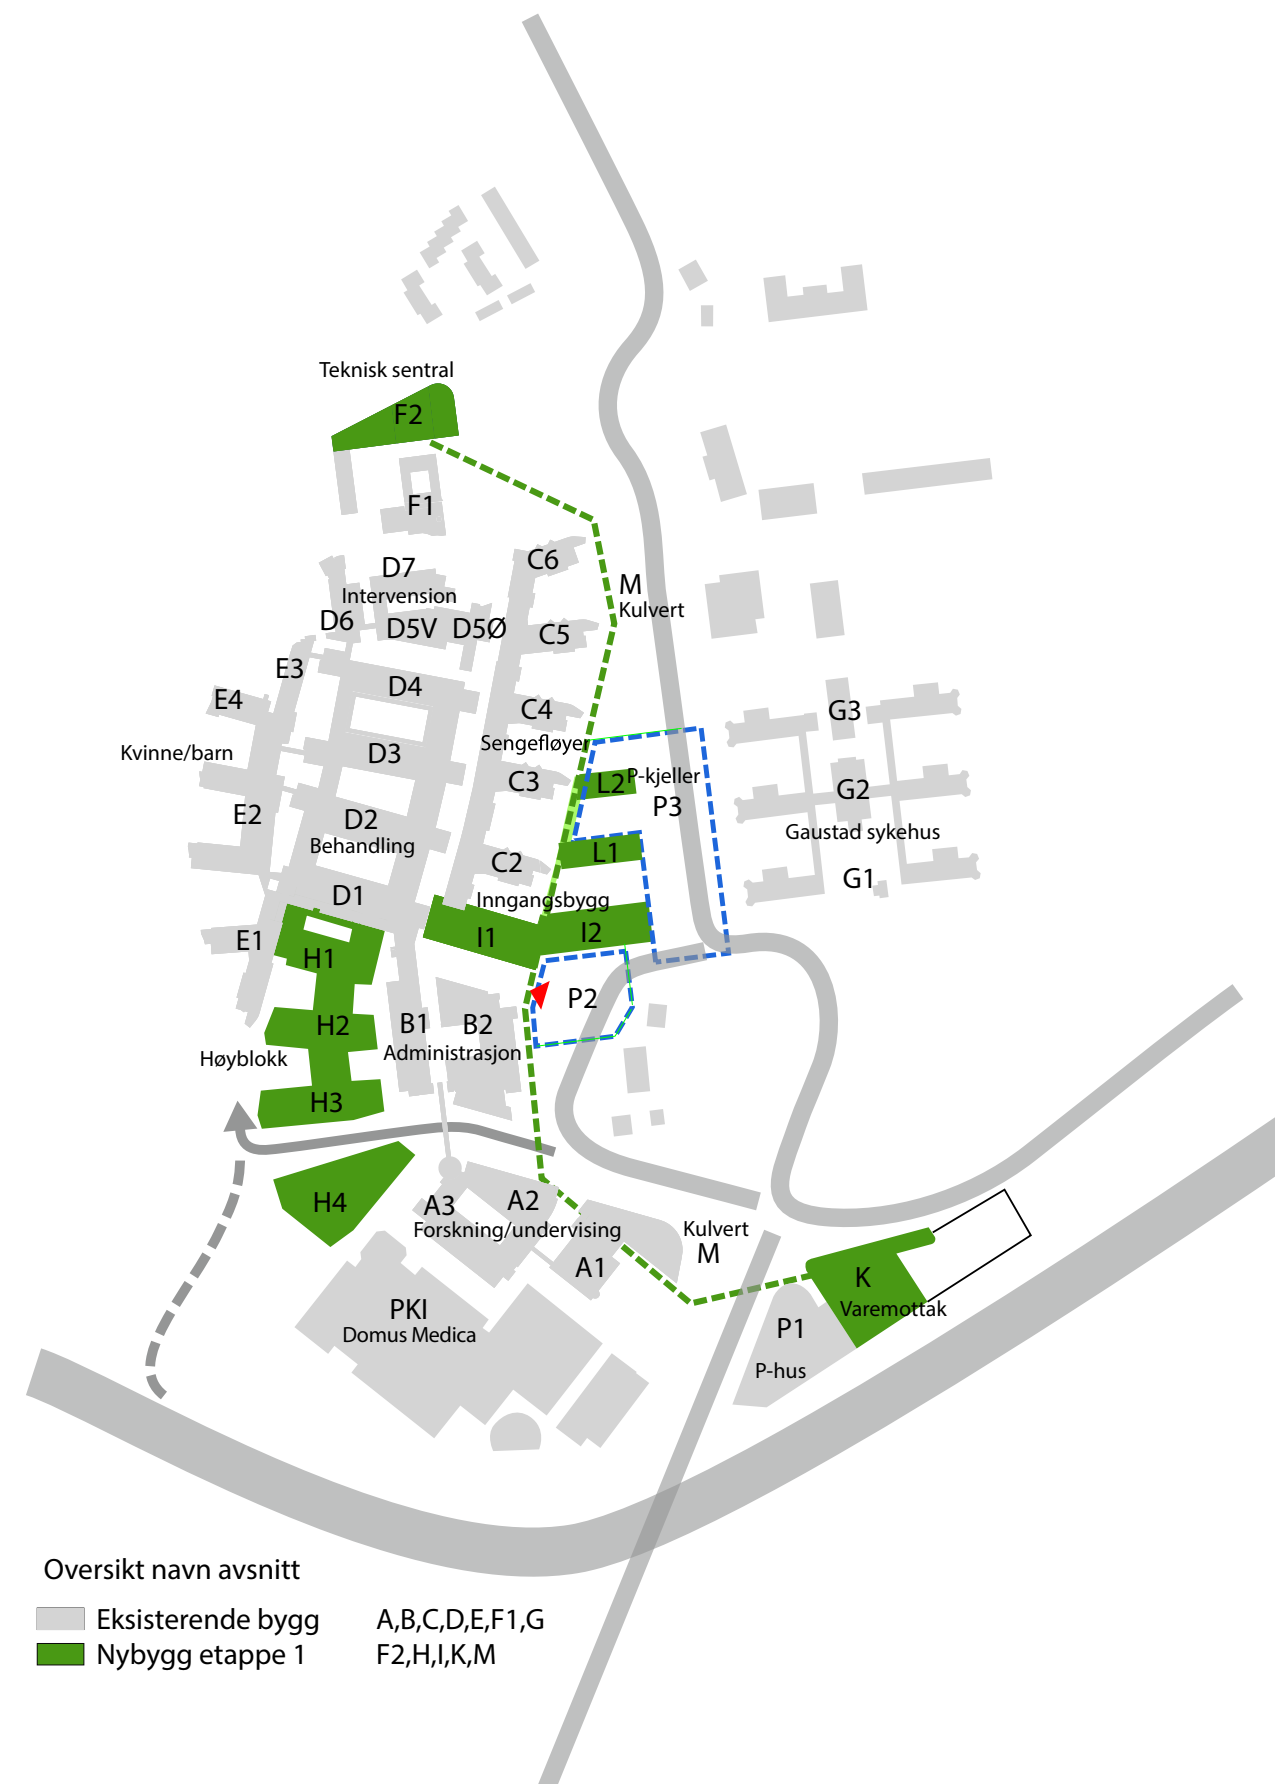 Teknisk sentral
F2
F1
C6
D7
Intervension
M
Kulvert
D6
D5V
D5Ø
C5
E3
D4
E4
C4
G3
Sengefløyer
Kvinne/barn
D3
C3
L2
P-kjeller
P3
G2
E2
D2
Behandling
Gaustad sykehus
L1
C2
G1
D1
Inngangsbygg
E1
I1
I2
H1
P2
H2
B1
B2
Administrasjon
Høyblokk
H3
H4
A3
A2
Forskning/undervising
Kulvert
M
A1
K
Varemottak
PKI
Domus Medica
P1
P-hus
Oversikt navn avsnitt
Eksisterende bygg A,B,C,D,E,F1,G
Nybygg etappe 1 F2,H,I,K,M